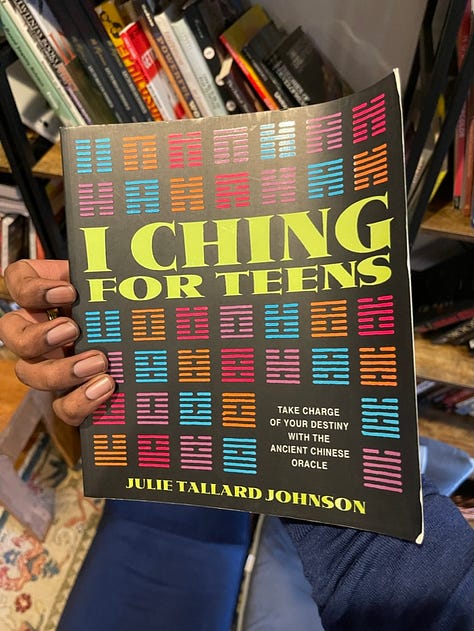 I CHING
FOR TEENS
TAKE CHARGE
OF YOUR DESTINY
WITH THE
ANCIENT CHINESE
ORACLE
JULIE TALLARD JOHNSON